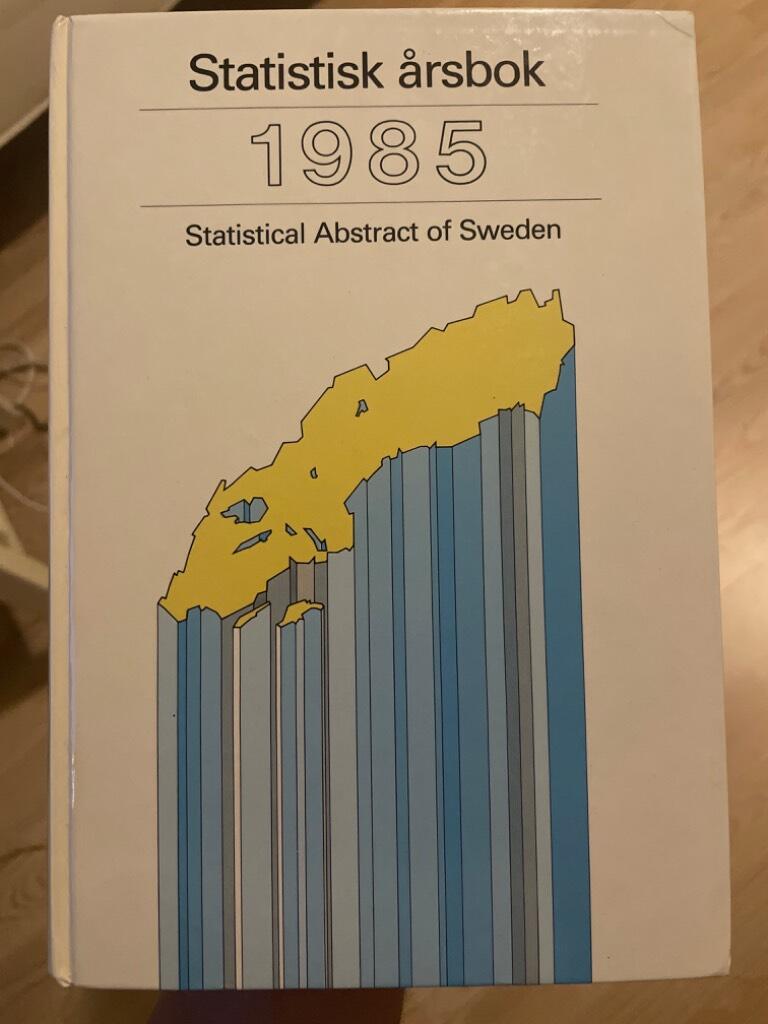 Statistisk årsbok
1985
Statistical Abstract of Sweden